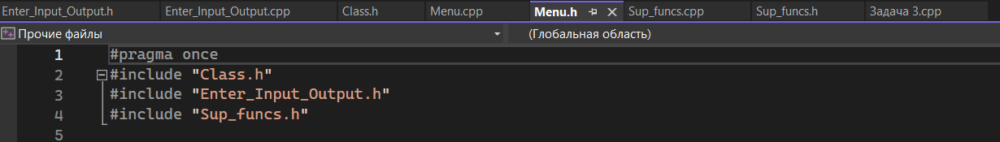 Enter_Input_Output.h Enter_Input_Output.cpp Class.h Menu.cpp Menu.h Sup_funcs.cpp Sup_funcs.h Задача 3.cpp
Прочие файлы (Глобальная область)
1 #pragma once
2 #include "Class.h"
3 #include "Enter_Input_Output.h"
4 #include "Sup_funcs.h"
5